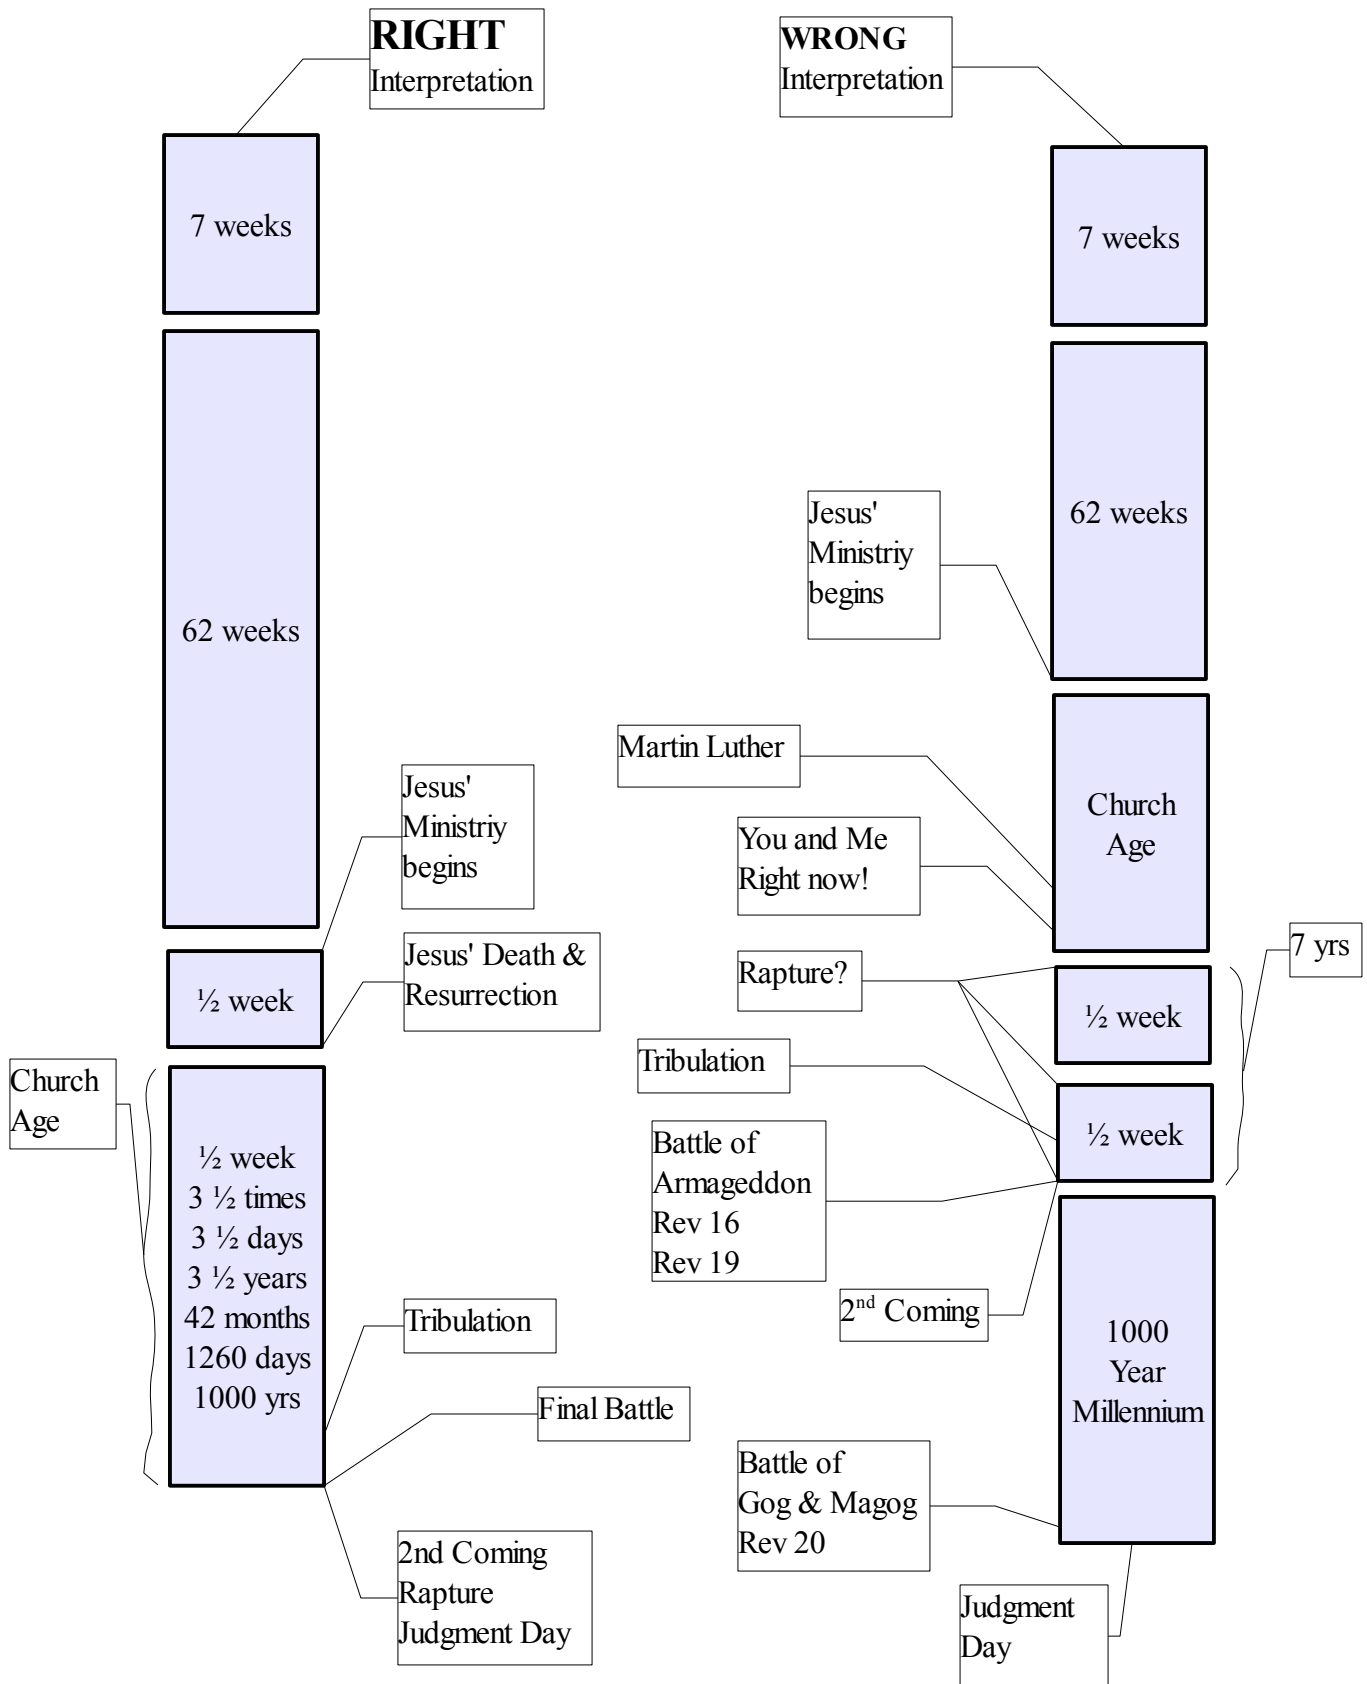 RIGHT
Interpretation
7 weeks
62 weeks
Jesus'
Ministriy
begins
½ week
Jesus' Death &
Resurrection
Church
Age
½ week
3 ½ times
3 ½ days
3 ½ years
42 months
1260 days
1000 yrs
Tribulation
Final Battle
2nd Coming
Rapture
Judgment Day
WRONG
Interpretation
7 weeks
62 weeks
Jesus'
Ministriy
begins
Martin Luther
Church
Age
You and Me
Right now!
7 yrs
Rapture?
½ week
Tribulation
½ week
Battle of
Armageddon
Rev 16
Rev 19
2nd Coming
1000
Year
Millennium
Battle of
Gog & Magog
Rev 20
Judgment
Day